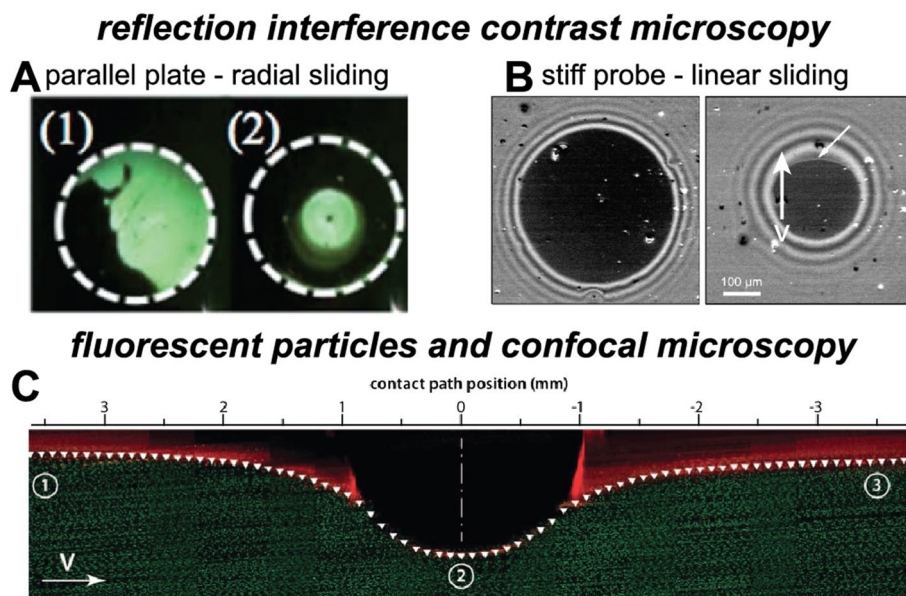 reflection interference contrast microscopy
A parallel plate - radial sliding
B stiff probe - linear sliding
(1) (2)
V
100 μm
fluorescent particles and confocal microscopy
C
contact path position (mm)
3 2 1 0 -1 -2 -3
1
3
2
V